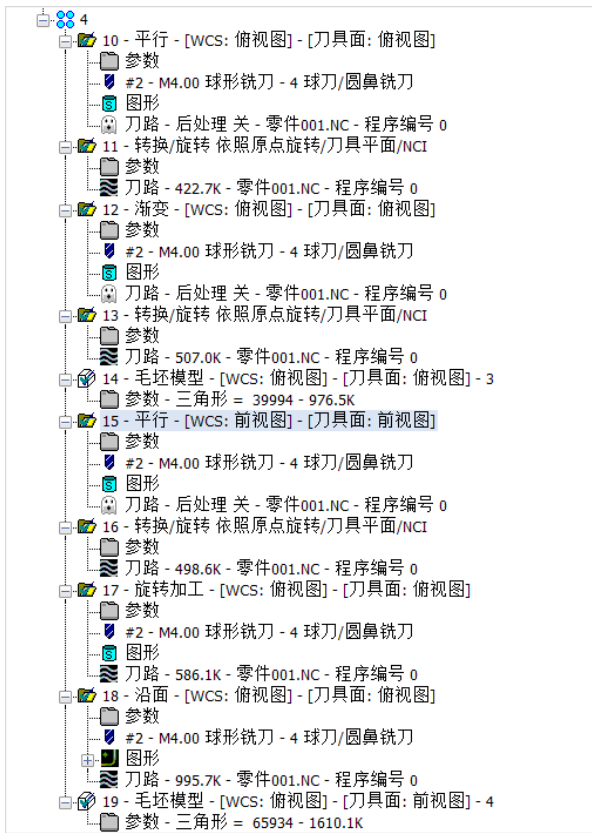 4
10 - 平行 - [WCS: 俯视图] - [刀具面: 俯视图]
参数
#2 - M4.00 球形铣刀 - 4 球刀/圆鼻铣刀
图形
刀路 - 后处理 关 - 零件001.NC - 程序编号 0
11 - 转换/旋转 依照原点旋转/刀具平面/NCI
参数
刀路 - 422.7K - 零件001.NC - 程序编号 0
12 - 渐变 - [WCS: 俯视图] - [刀具面: 俯视图]
参数
#2 - M4.00 球形铣刀 - 4 球刀/圆鼻铣刀
图形
刀路 - 后处理 关 - 零件001.NC - 程序编号 0
13 - 转换/旋转 依照原点旋转/刀具平面/NCI
参数
刀路 - 507.0K - 零件001.NC - 程序编号 0
14 - 毛坯模型 - [WCS: 俯视图] - [刀具面: 俯视图] - 3
参数 - 三角形 = 39994 - 976.5K
15 - 平行 - [WCS: 前视图] - [刀具面: 前视图]
参数
#2 - M4.00 球形铣刀 - 4 球刀/圆鼻铣刀
图形
刀路 - 后处理 关 - 零件001.NC - 程序编号 0
16 - 转换/旋转 依照原点旋转/刀具平面/NCI
参数
刀路 - 498.6K - 零件001.NC - 程序编号 0
17 - 旋转加工 - [WCS: 俯视图] - [刀具面: 俯视图]
参数
#2 - M4.00 球形铣刀 - 4 球刀/圆鼻铣刀
图形
刀路 - 586.1K - 零件001.NC - 程序编号 0
18 - 沿面 - [WCS: 俯视图] - [刀具面: 俯视图]
参数
#2 - M4.00 球形铣刀 - 4 球刀/圆鼻铣刀
图形
刀路 - 995.7K - 零件001.NC - 程序编号 0
19 - 毛坯模型 - [WCS: 俯视图] - [刀具面: 前视图] - 4
参数 - 三角形 = 65934 - 1610.1K